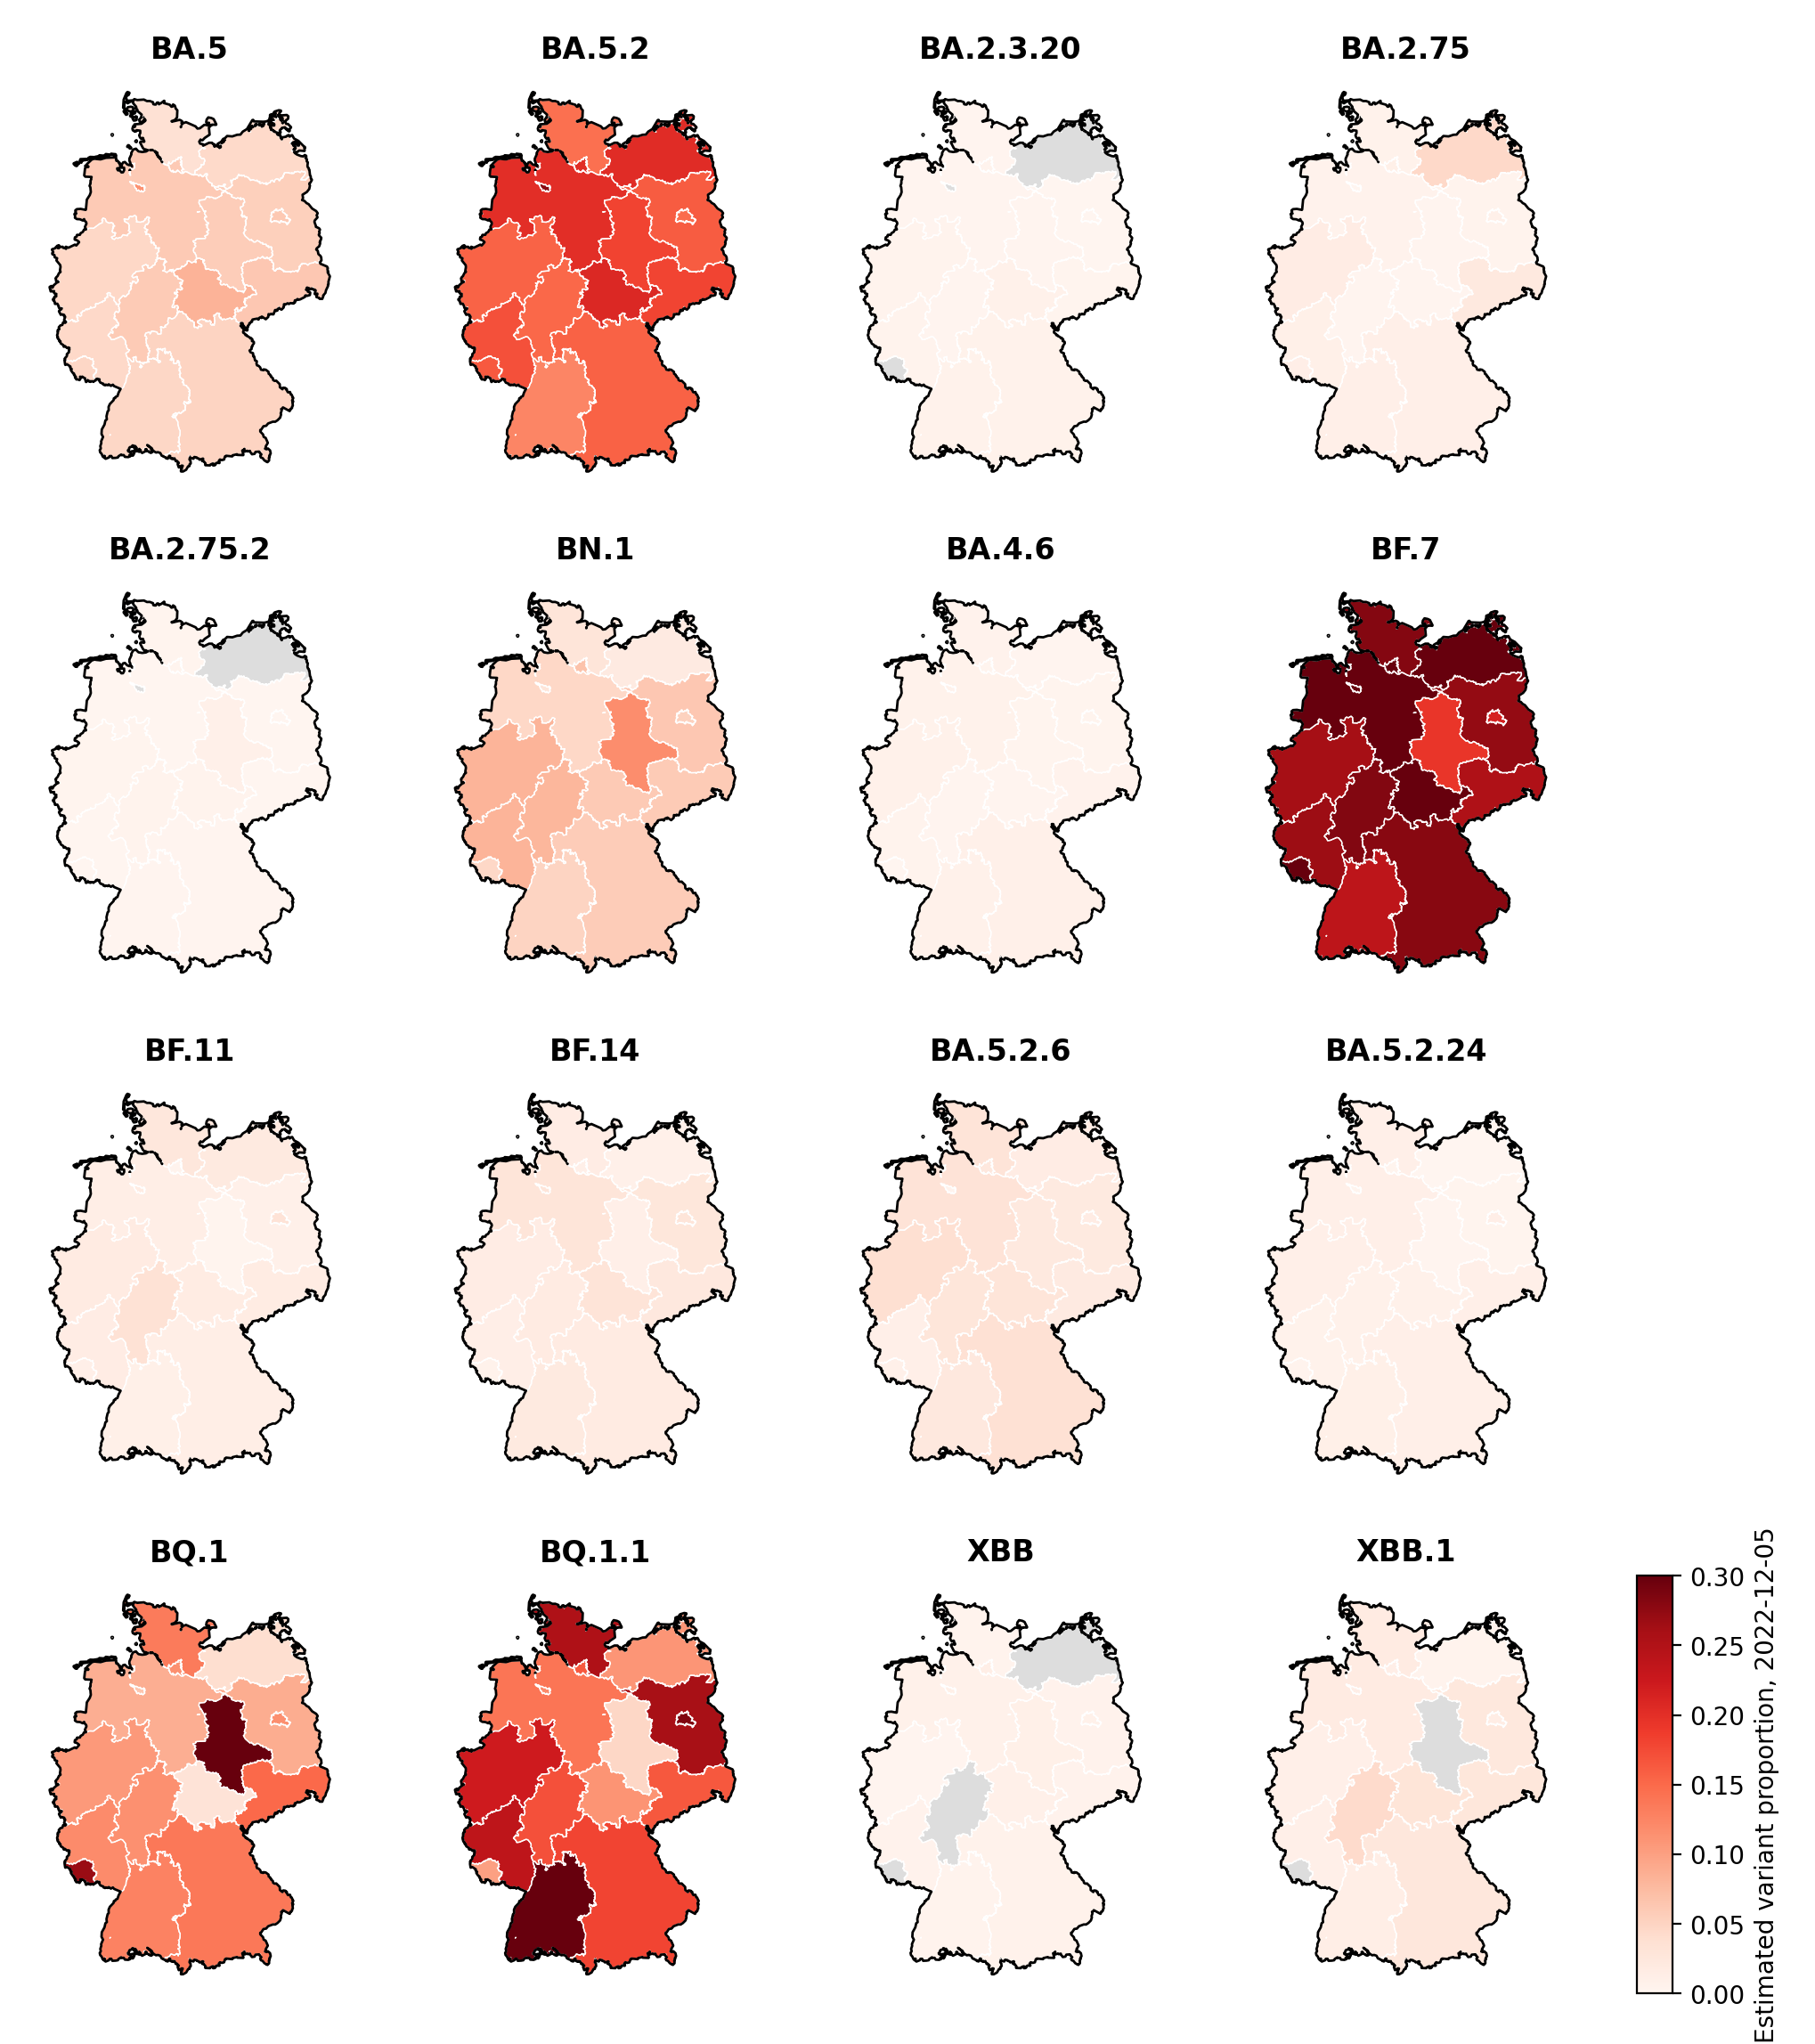 BA.5 BA.5.2 BA.2.3.20 BA.2.75
BA.2.75.2 BN.1 BA.4.6 BF.7
BF.11 BF.14 BA.5.2.6 BA.5.2.24
BQ.1 BQ.1.1 XBB XBB.1
0.30
0.25
0.20
0.15
0.10
0.05
0.00
Estimated variant proportion, 2022-12-05